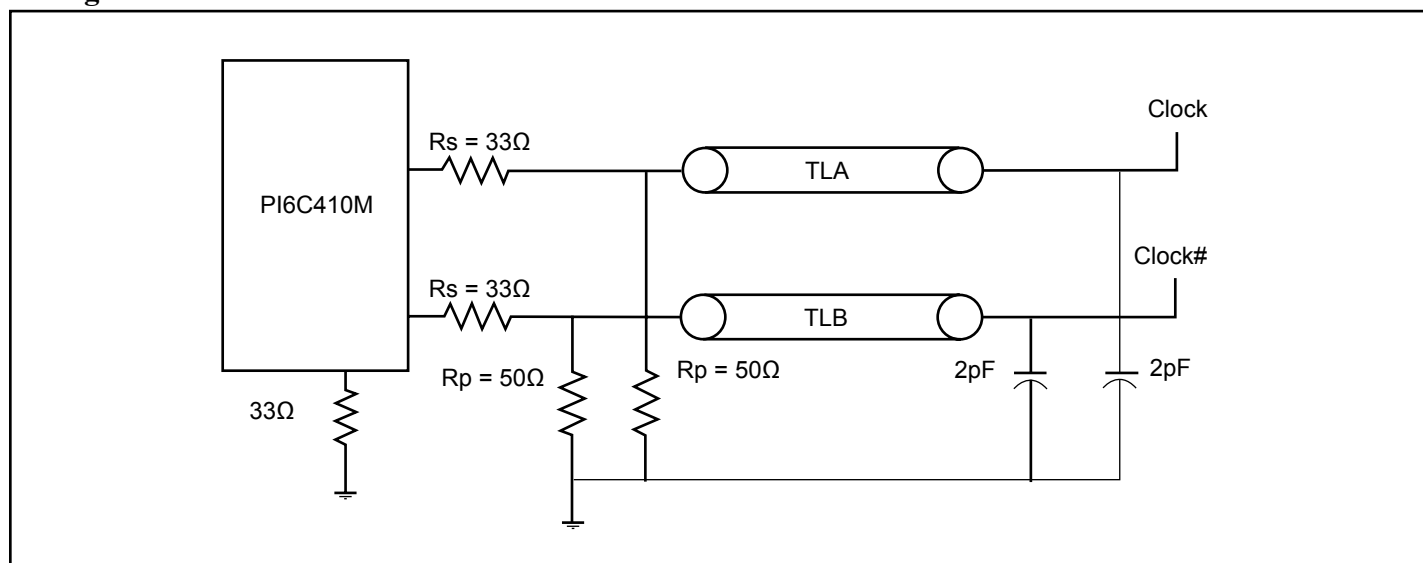 Clock
Rs = 33Ω
TLA
PI6C410M
Clock#
Rs = 33Ω
TLB
Rp = 50Ω
Rp = 50Ω
2pF
2pF
33Ω